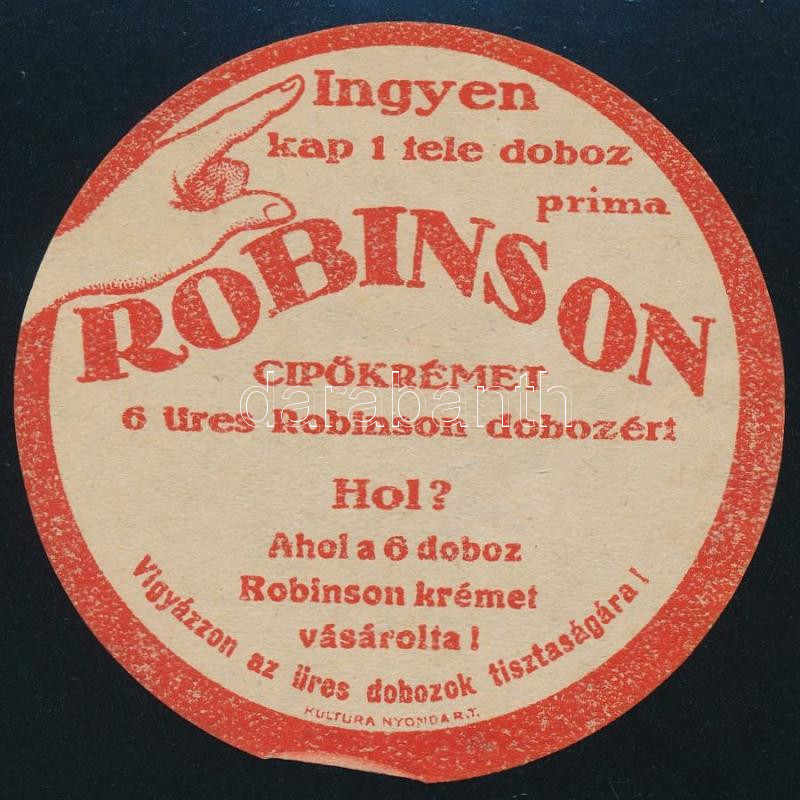 Ingyen
kap 1 tele doboz
prima
ROBINSON
CIPŐKRÉMET
6 üres Robinson dobozért
Hol?
Ahol a 6 doboz
Robinson krémet
vásárolta!
Vigyázzon az üres dobozok tisztaságára!
KULTURA NYOMDA R.T.
darabanth